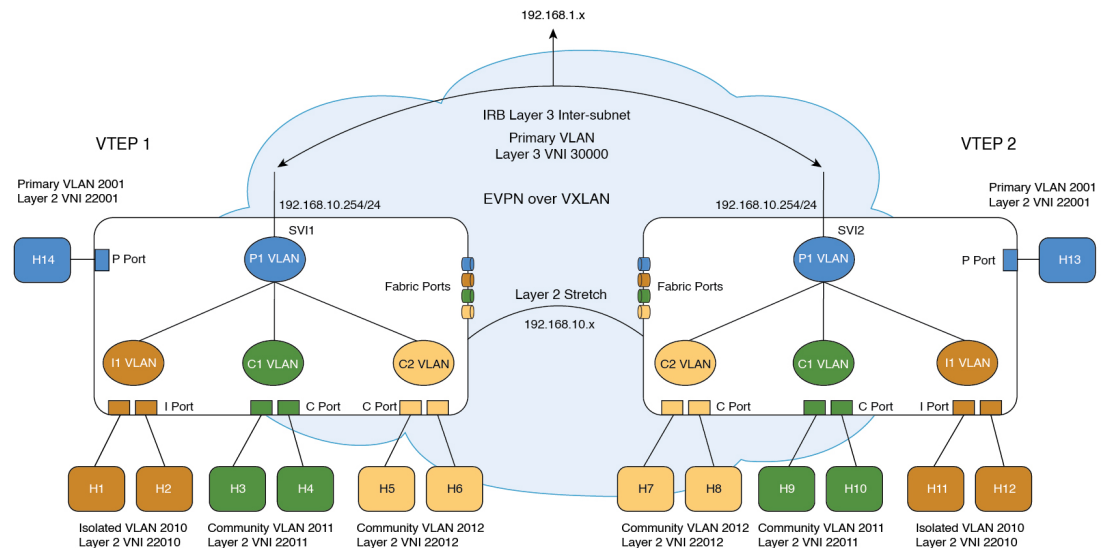 192.168.1.x
IRB Layer 3 Inter-subnet
Primary VLAN
Layer 3 VNI 30000
VTEP 1
VTEP 2
Primary VLAN 2001
Layer 2 VNI 22001
Primary VLAN 2001
Layer 2 VNI 22001
192.168.10.254/24
EVPN over VXLAN
192.168.10.254/24
SVI1
SVI2
H14
P Port
P1 VLAN
P1 VLAN
P Port
H13
Fabric Ports
Fabric Ports
Layer 2 Stretch
192.168.10.x
I1 VLAN
C1 VLAN
C2 VLAN
C2 VLAN
C1 VLAN
I1 VLAN
I Port
C Port
C Port
C Port
C Port
I Port
H1
H2
H3
H4
H5
H6
H7
H8
H9
H10
H11
H12
Isolated VLAN 2010
Layer 2 VNI 22010
Community VLAN 2011
Layer 2 VNI 22011
Community VLAN 2012
Layer 2 VNI 22012
Community VLAN 2012
Layer 2 VNI 22012
Community VLAN 2011
Layer 2 VNI 22011
Isolated VLAN 2010
Layer 2 VNI 22010